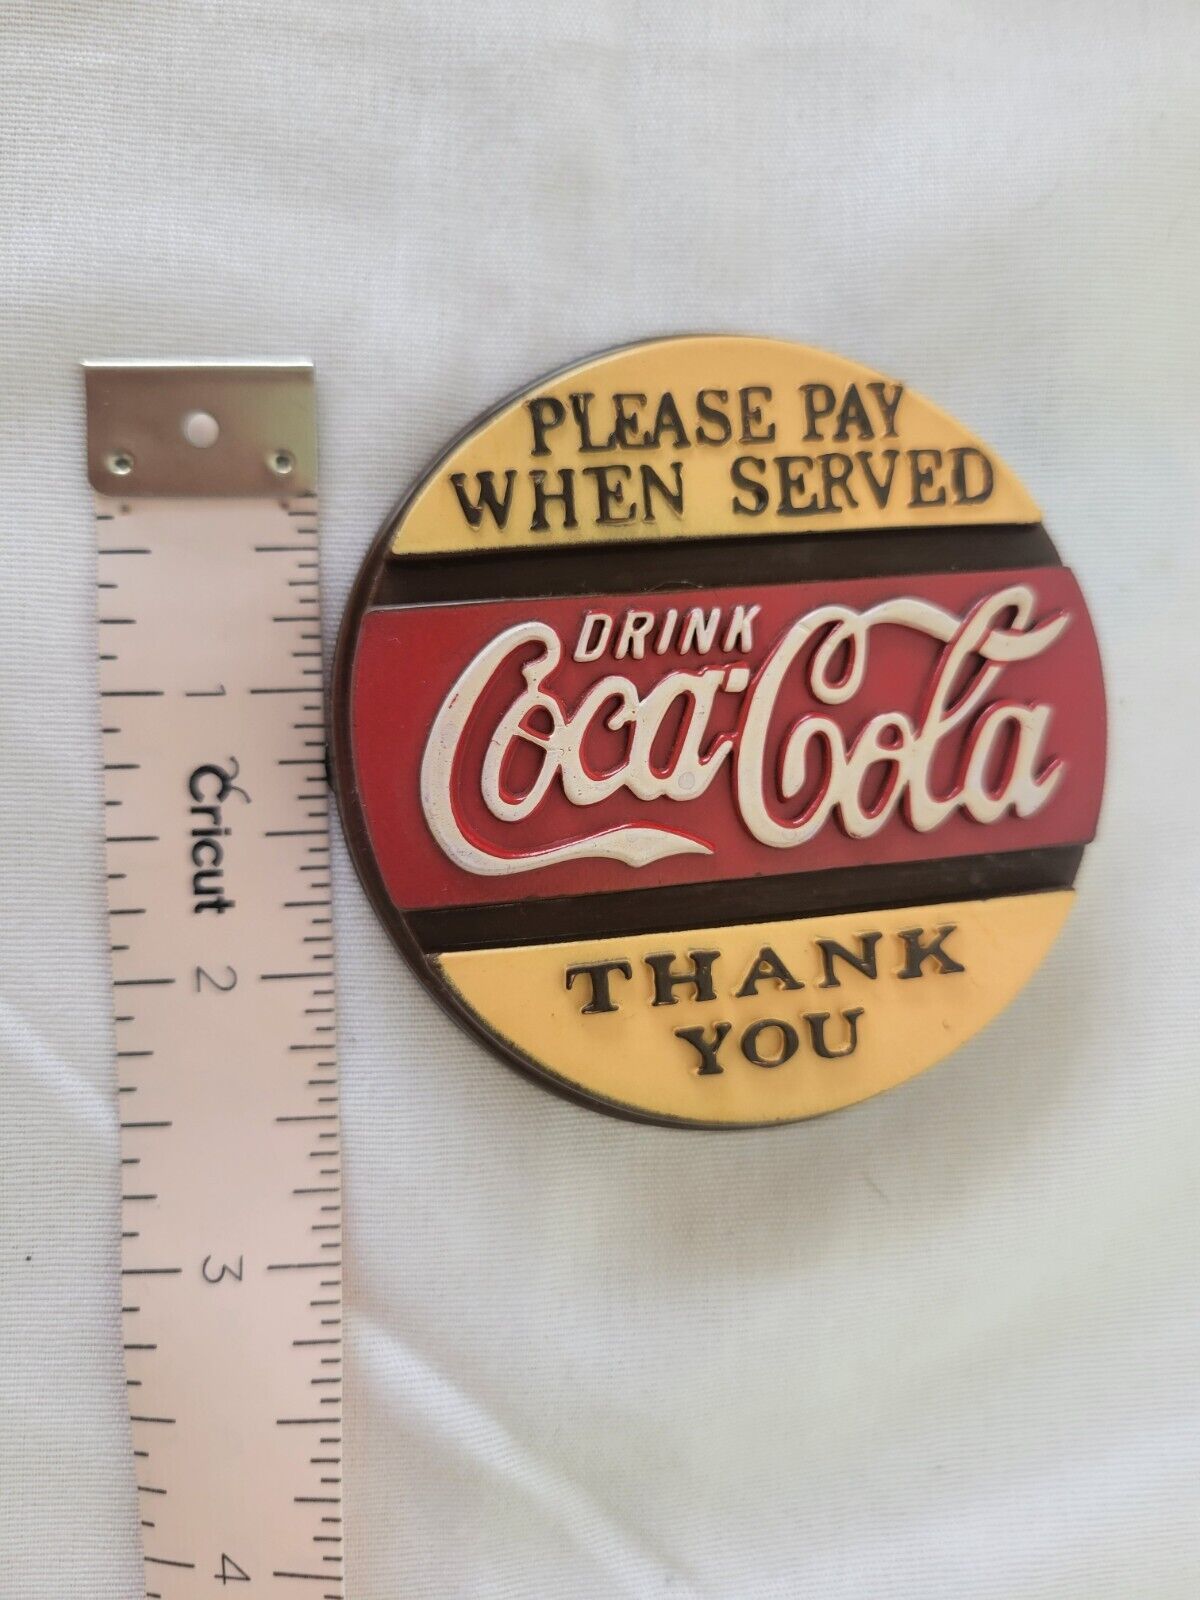 PLEASE PAY
WHEN SERVED
DRINK
Coca-Cola
THANK
YOU
1
Cricut
2
3
4